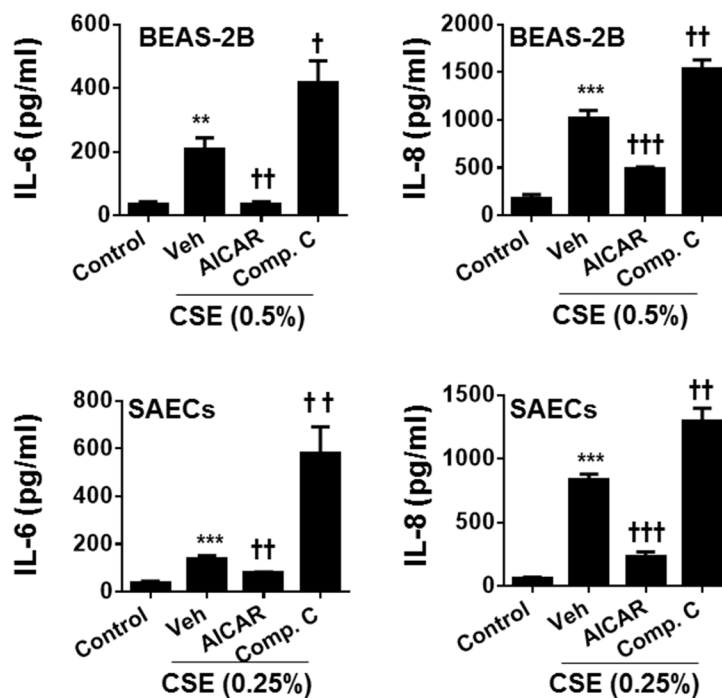 BEAS-2B
IL-6 (pg/ml)
600
400
200
0
**
††
†
Control
Veh
AICAR
Comp. C
CSE (0.5%)
BEAS-2B
IL-8 (pg/ml)
2000
1500
1000
500
0
***
†††
††
Control
Veh
AICAR
Comp. C
CSE (0.5%)
SAECs
IL-6 (pg/ml)
800
600
400
200
0
***
††
† †
Control
Veh
AICAR
Comp. C
CSE (0.25%)
SAECs
IL-8 (pg/ml)
1500
1000
500
0
***
†††
††
Control
Veh
AICAR
Comp. C
CSE (0.25%)